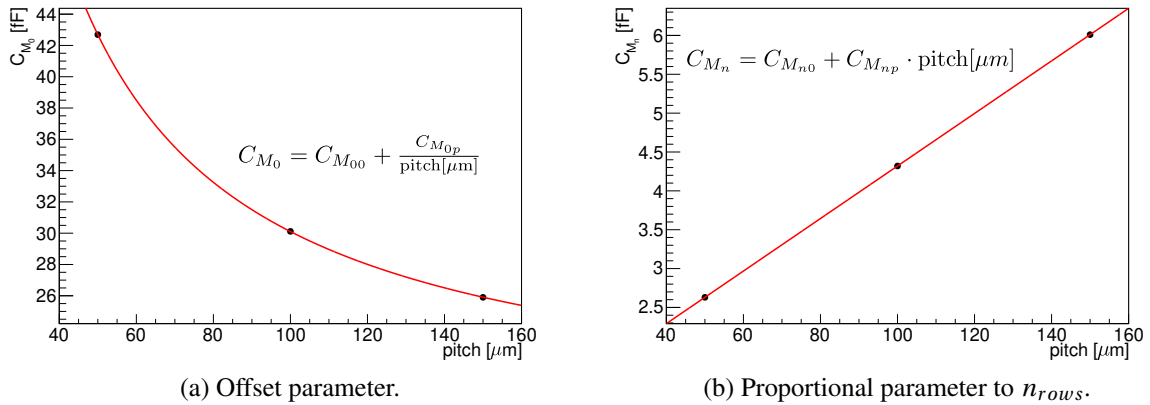 C_{M_0} [fF]
44
42
40
38
36
34
32
30
28
26
C_{M_0} = C_{M_{00}} + \frac{C_{M_{0p}}}{pitch[μm]}
40 60 80 100 120 140 160
pitch [μm]
(a) Offset parameter.
C_{M_n} [fF]
6
5.5
5
4.5
4
3.5
3
2.5
C_{M_n} = C_{M_{n0}} + C_{M_{np}} · pitch[μm]
40 60 80 100 120 140 160
pitch [μm]
(b) Proportional parameter to n_{rows}.